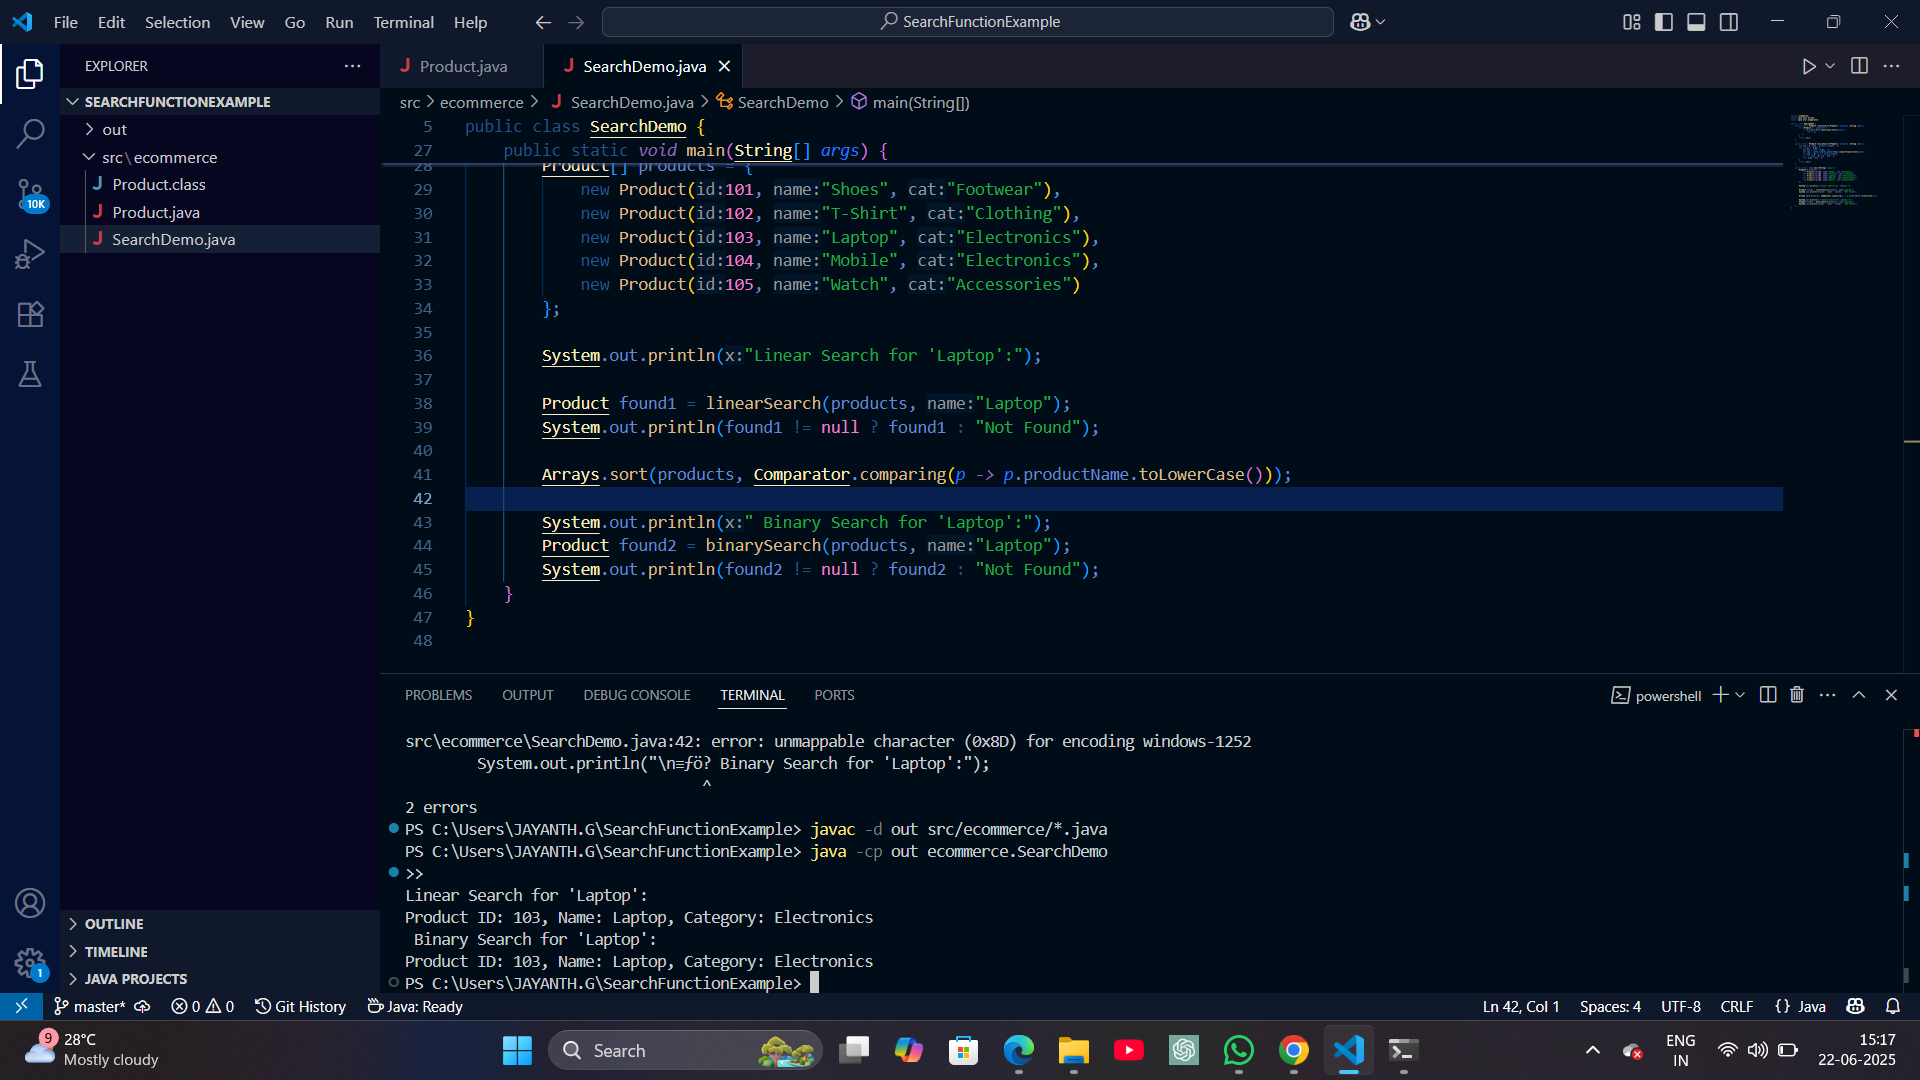 File Edit Selection View Go Run Terminal Help
SearchFunctionExample
EXPLORER
SEARCHFUNCTIONEXAMPLE
out
src\ecommerce
J Product.class
J Product.java
J SearchDemo.java
10K
OUTLINE
TIMELINE
JAVA PROJECTS
1
J Product.java
J SearchDemo.java
src > ecommerce > J SearchDemo.java > SearchDemo > main(String[])
5 public class SearchDemo {
27 public static void main(String[] args) {
28 Product[] products = {
29 new Product(id:101, name:"Shoes", cat:"Footwear"),
30 new Product(id:102, name:"T-Shirt", cat:"Clothing"),
31 new Product(id:103, name:"Laptop", cat:"Electronics"),
32 new Product(id:104, name:"Mobile", cat:"Electronics"),
33 new Product(id:105, name:"Watch", cat:"Accessories")
34 };
35
36 System.out.println(x:"Linear Search for 'Laptop':");
37
38 Product found1 = linearSearch(products, name:"Laptop");
39 System.out.println(found1 != null ? found1 : "Not Found");
40
41 Arrays.sort(products, Comparator.comparing(p -> p.productName.toLowerCase()));
42
43 System.out.println(x:" Binary Search for 'Laptop':");
44 Product found2 = binarySearch(products, name:"Laptop");
45 System.out.println(found2 != null ? found2 : "Not Found");
46 }
47 }
48
PROBLEMS OUTPUT DEBUG CONSOLE TERMINAL PORTS
powershell
src\ecommerce\SearchDemo.java:42: error: unmappable character (0x8D) for encoding windows-1252
System.out.println("\n≡ƒö? Binary Search for 'Laptop':");
^
2 errors
PS C:\Users\JAYANTH.G\SearchFunctionExample> javac -d out src/ecommerce/*.java
PS C:\Users\JAYANTH.G\SearchFunctionExample> java -cp out ecommerce.SearchDemo
>>
Linear Search for 'Laptop':
Product ID: 103, Name: Laptop, Category: Electronics
Binary Search for 'Laptop':
Product ID: 103, Name: Laptop, Category: Electronics
PS C:\Users\JAYANTH.G\SearchFunctionExample>
master* 0 0 Git History Java: Ready
Ln 42, Col 1 Spaces: 4 UTF-8 CRLF {} Java
9
28°C
Mostly cloudy
Search
ENG
IN
15:17
22-06-2025